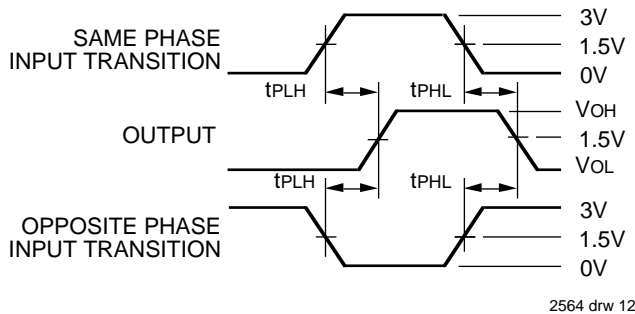 SAME PHASE
INPUT TRANSITION
3V
1.5V
0V
tPLH
tPHL
OUTPUT
VOH
1.5V
VOL
tPLH
tPHL
OPPOSITE PHASE
INPUT TRANSITION
3V
1.5V
0V
2564 drw 12